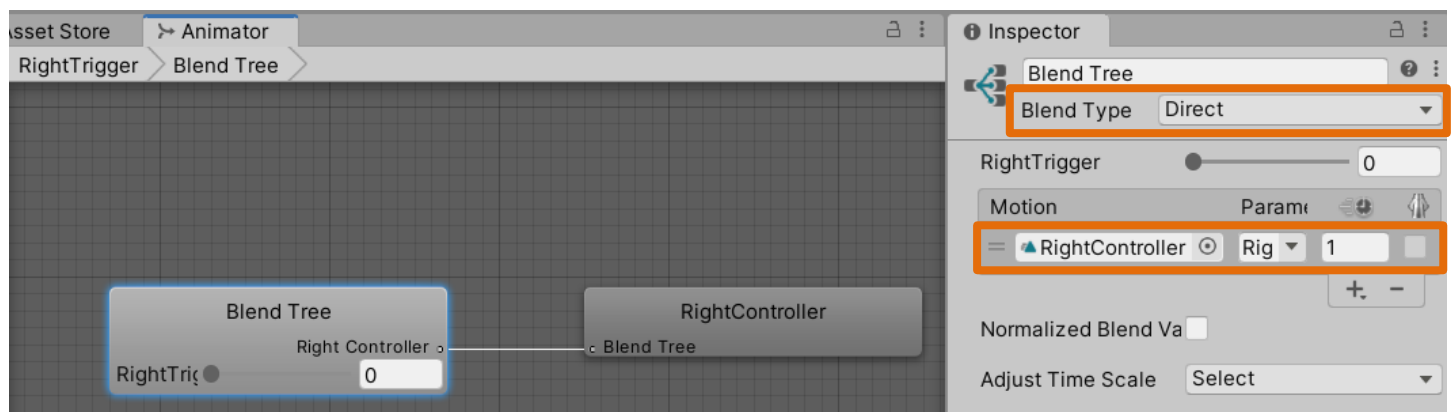 Asset Store
Animator
RightTrigger
Blend Tree
Blend Tree
Right Controller
RightTrig
0
RightController
Blend Tree
Inspector
Blend Tree
Blend Type Direct
RightTrigger 0
Motion Parame
RightController Rig 1
+ -
Normalized Blend Va
Adjust Time Scale Select